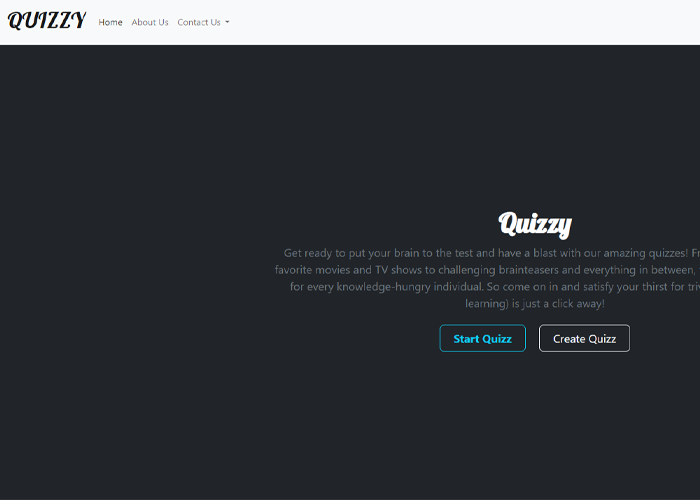 QUIZZY Home About Us Contact Us
Quizzy
Get ready to put your brain to the test and have a blast with our amazing quizzes!
favorite movies and TV shows to challenging brainteasers and everything in between,
for every knowledge-hungry individual. So come on in and satisfy your thirst for
learning) is just a click away!
Start Quizz Create Quizz